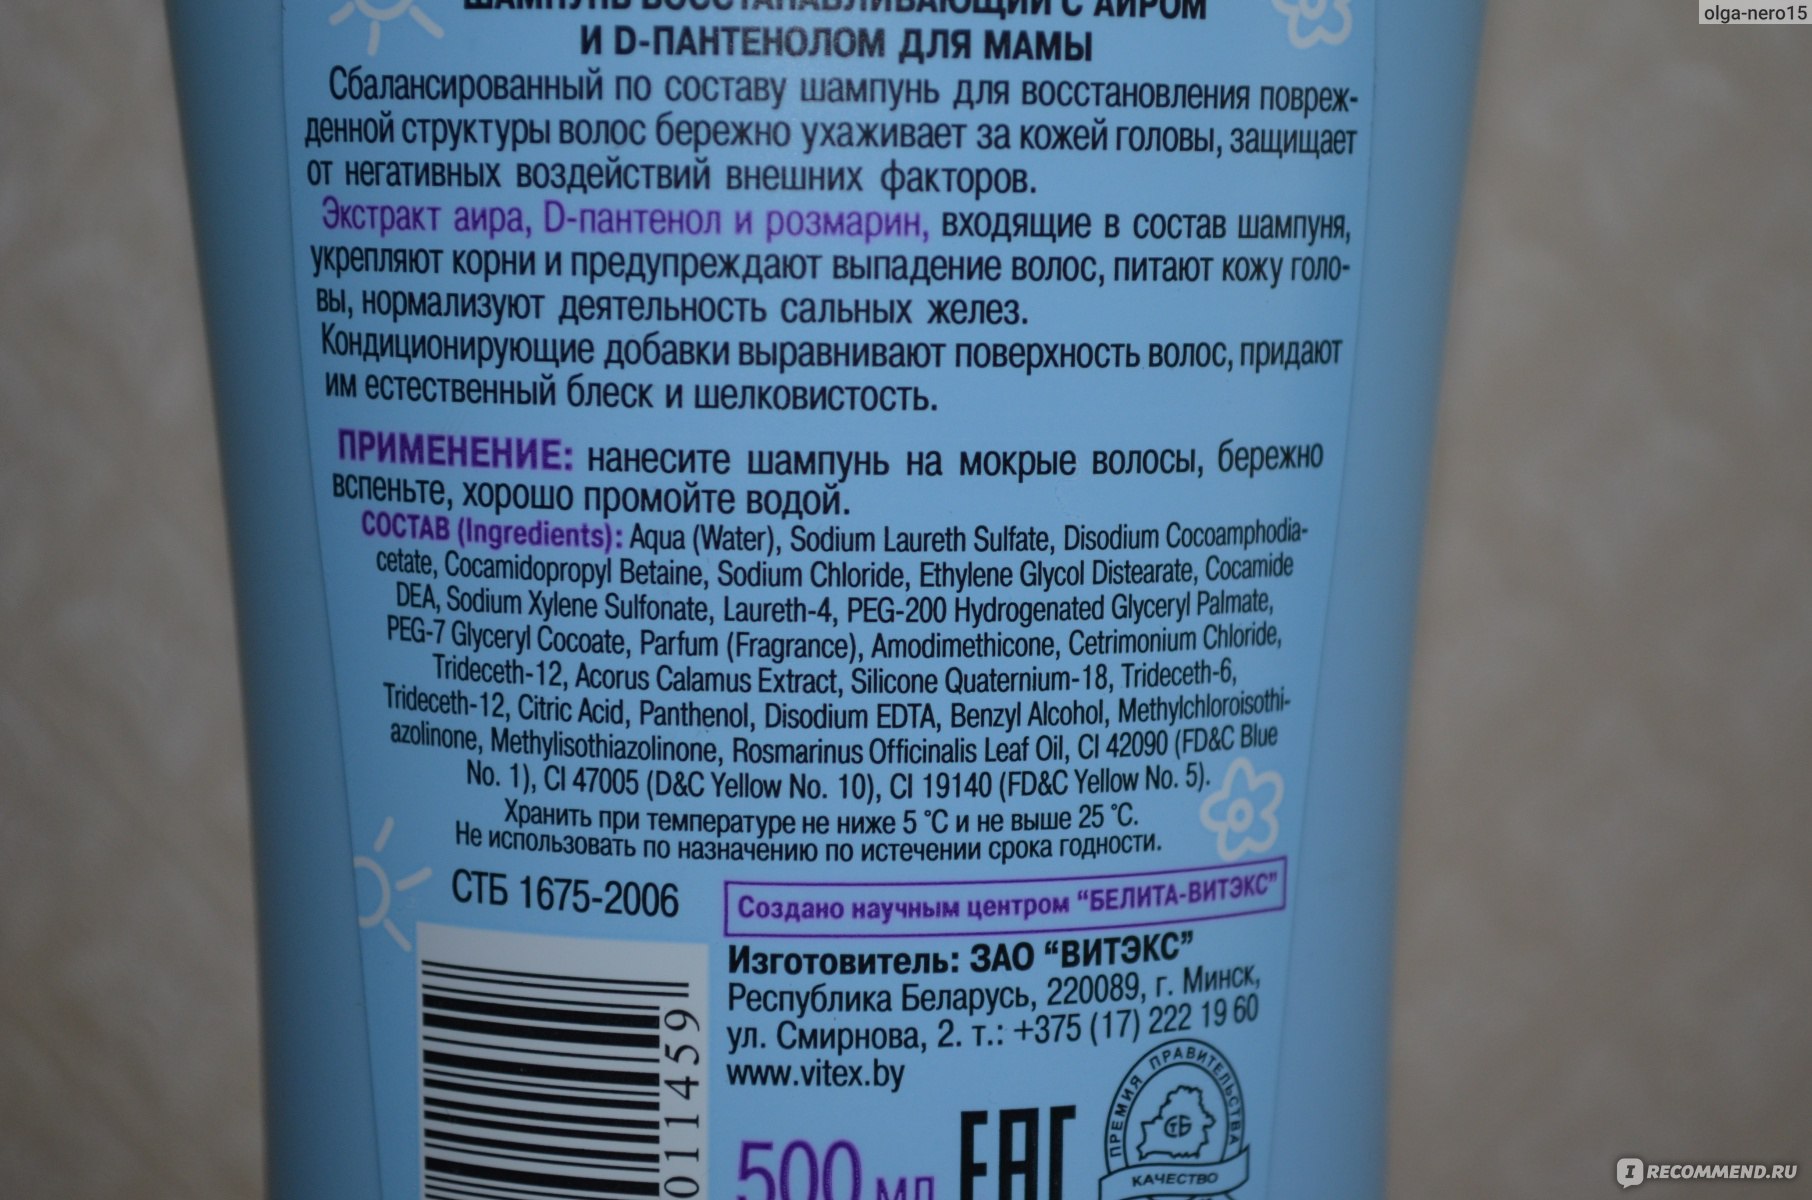 olga-nero15
ШАМПУНЬ ВОССТАНАВЛИВАЮЩИЙ С АИРОМ
И D-ПАНТЕНОЛОМ ДЛЯ МАМЫ
Сбалансированный по составу шампунь для восстановления повреж-
денной структуры волос бережно ухаживает за кожей головы, защищает
от негативных воздействий внешних факторов.
Экстракт аира, D-пантенол и розмарин, входящие в состав шампуня,
укрепляют корни и предупреждают выпадение волос, питают кожу голо-
вы, нормализуют деятельность сальных желез.
Кондиционирующие добавки выравнивают поверхность волос, придают
им естественный блеск и шелковистость.
ПРИМЕНЕНИЕ: нанесите шампунь на мокрые волосы, бережно
вспеньте, хорошо промойте водой.
СОСТАВ (Ingredients): Aqua (Water), Sodium Laureth Sulfate, Disodium Cocoamphodia-
cetate, Cocamidopropyl Betaine, Sodium Chloride, Ethylene Glycol Distearate, Cocamide
DEA, Sodium Xylene Sulfonate, Laureth-4, PEG-200 Hydrogenated Glyceryl Palmate,
PEG-7 Glyceryl Cocoate, Parfum (Fragrance), Amodimethicone, Cetrimonium Chloride,
Trideceth-12, Acorus Calamus Extract, Silicone Quaternium-18, Trideceth-6,
Trideceth-12, Citric Acid, Panthenol, Disodium EDTA, Benzyl Alcohol, Methylchloroisothi-
azolinone, Methylisothiazolinone, Rosmarinus Officinalis Leaf Oil, CI 42090 (FD&C Blue
No. 1), CI 47005 (D&C Yellow No. 10), CI 19140 (FD&C Yellow No. 5).
Хранить при температуре не ниже 5 °C и не выше 25 °C.
Не использовать по назначению по истечении срока годности.
СТБ 1675-2006
Создано научным центром "БЕЛИТА-ВИТЭКС"
Изготовитель: ЗАО "ВИТЭКС"
Республика Беларусь, 220089, г. Минск,
ул. Смирнова, 2. т.: +375 (17) 222 19 60
www.vitex.by
011459
500 мл
EAC
ПРЕМИЯ ПРАВИТЕЛЬСТВА
СТБ
КАЧЕСТВО
IRECOMMEND.RU